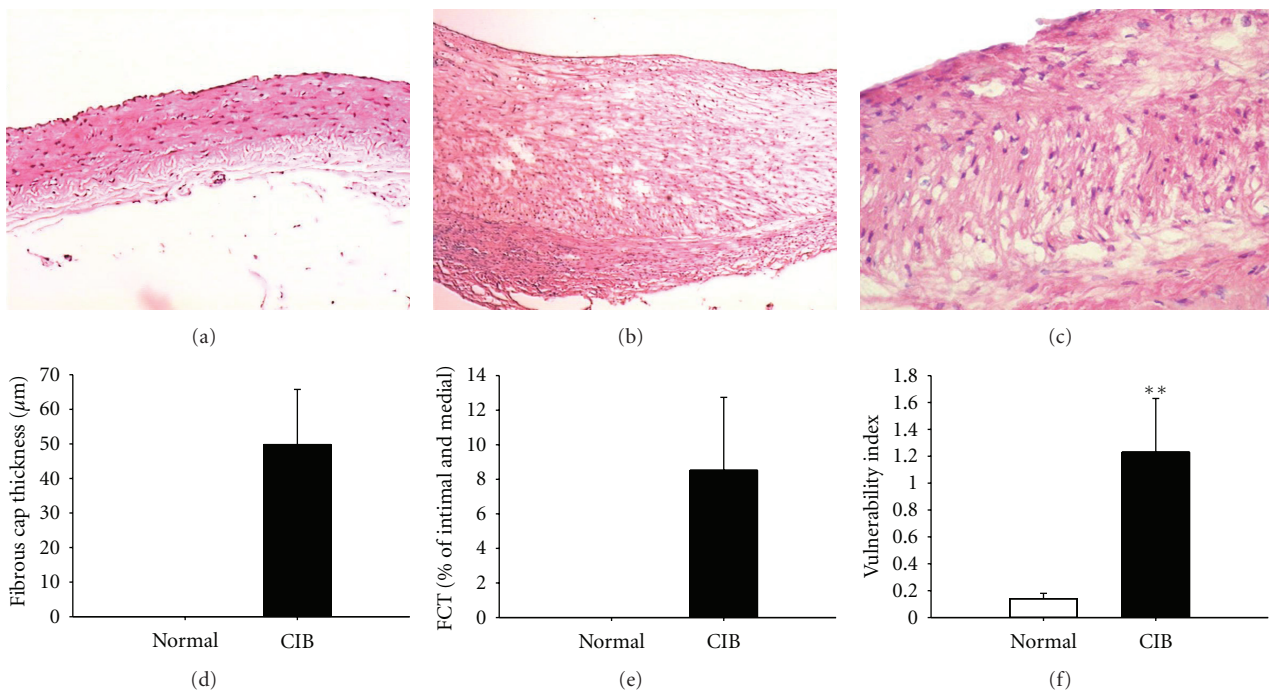 (a)
(b)
(c)
Fibrous cap thickness (µm)
70
60
50
40
30
20
10
0
Normal
CIB
(d)
FCT (% of intimal and medial)
14
12
10
8
6
4
2
0
Normal
CIB
(e)
Vulnerability index
1.8
1.6
1.4
1.2
1
0.8
0.6
0.4
0.2
0
**
Normal
CIB
(f)